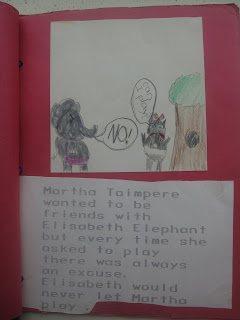 NO!
Martha Taimpere
wanted to be
friends with
Elisabeth Elephant
but every time she
asked to play
there was always
an excuse.
Elisabeth would
never let Martha
play.